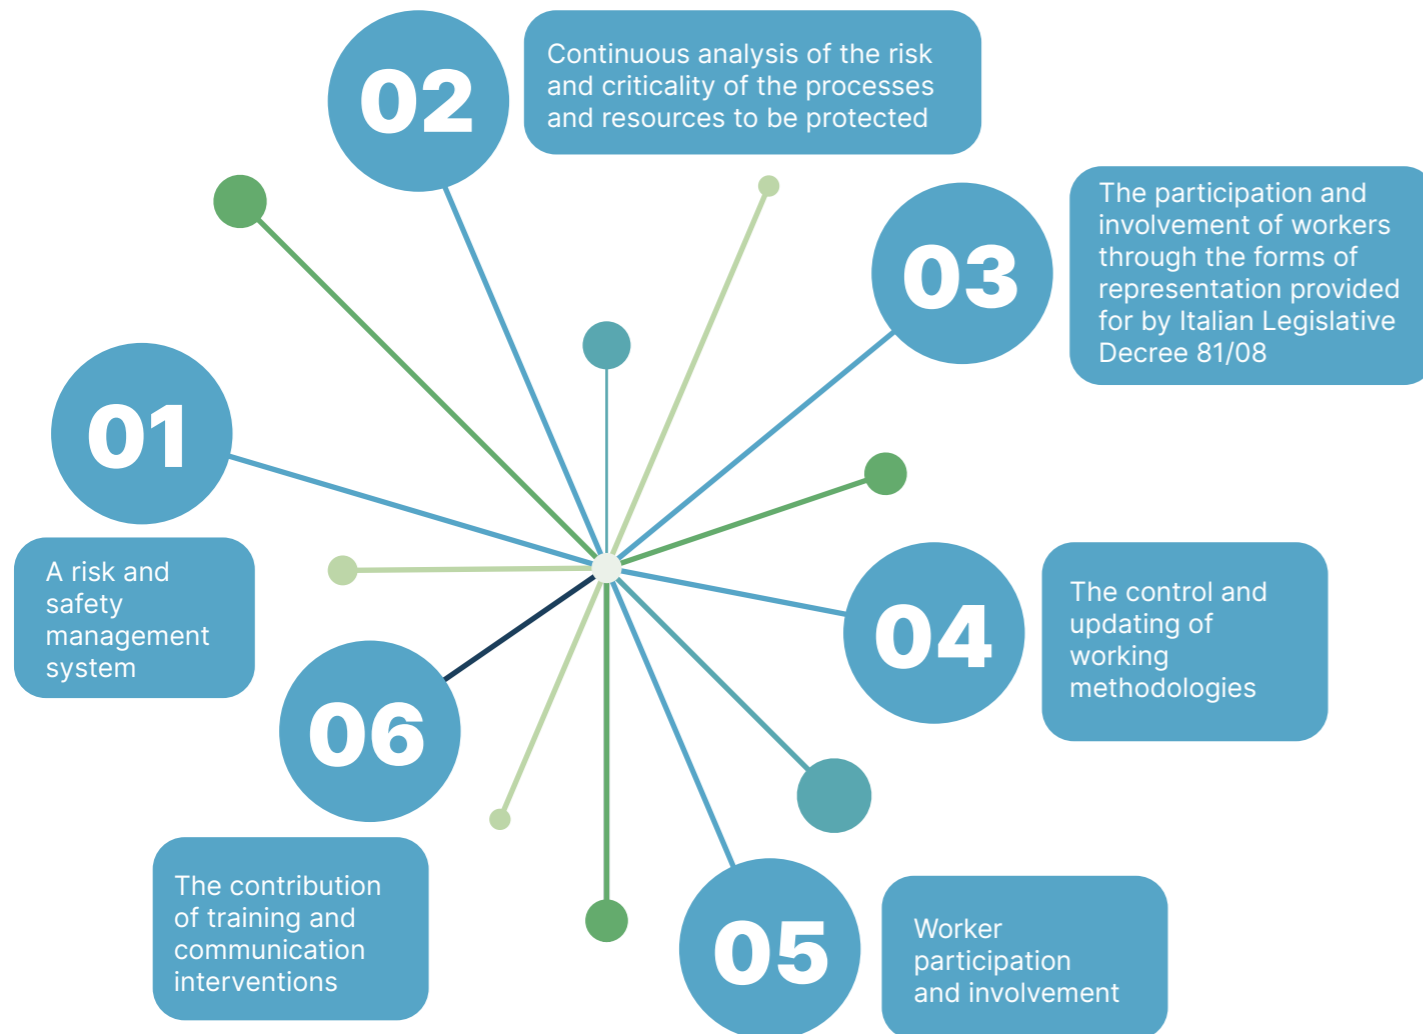 01
A risk and
safety
management
system
02
Continuous analysis of the risk
and criticality of the processes
and resources to be protected
03
The participation and
involvement of workers
through the forms of
representation provided
for by Italian Legislative
Decree 81/08
04
The control and
updating of
working
methodologies
05
Worker
participation
and involvement
06
The contribution
of training and
communication
interventions